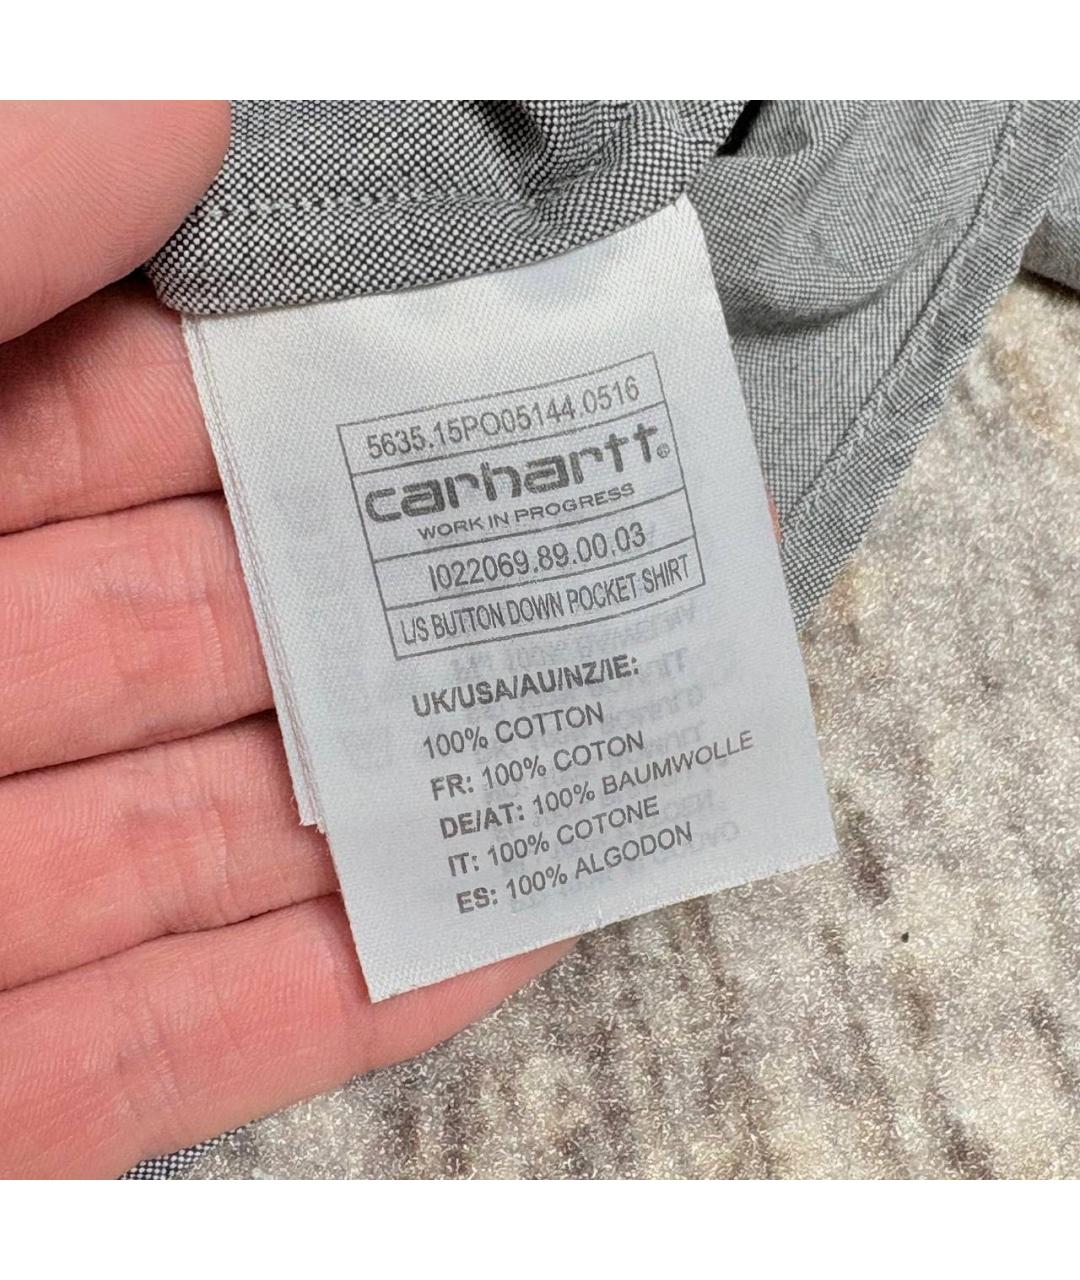 5635.15PO05144.0516
carhartt®
WORK IN PROGRESS
I022069.89.00.03
L/S BUTTON DOWN POCKET SHIRT
UK/USA/AU/NZ/IE:
100% COTTON
FR: 100% COTON
DE/AT: 100% BAUMWOLLE
IT: 100% COTONE
ES: 100% ALGODON